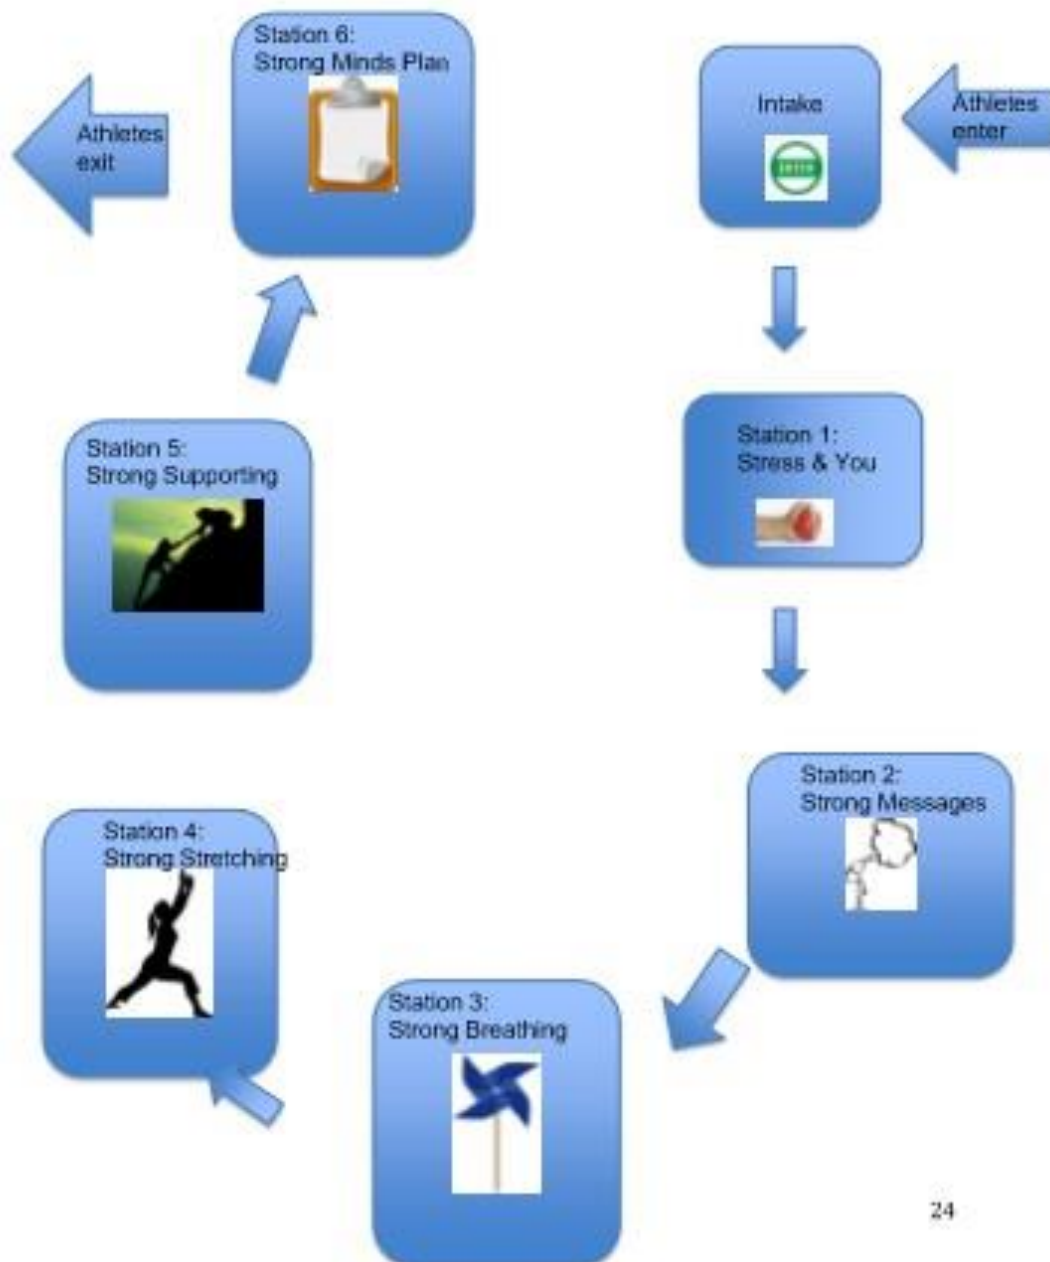 Athletes
enter
Intake
Station 1:
Stress & You
Station 2:
Strong Messages
Station 3:
Strong Breathing
Station 4:
Strong Stretching
Station 5:
Strong Supporting
Station 6:
Strong Minds Plan
Athletes
exit
24